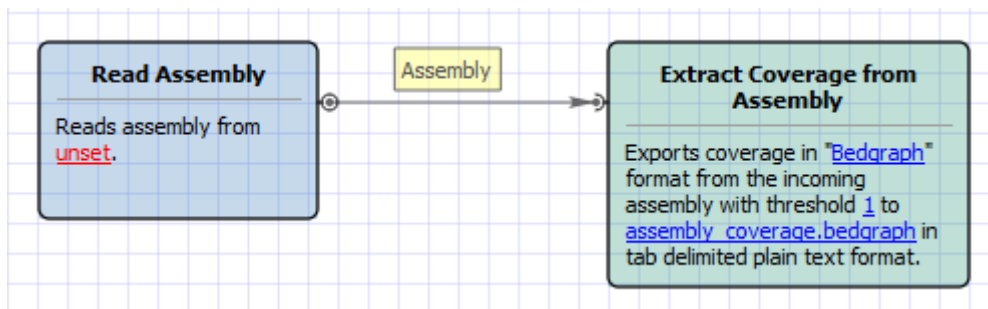 Read Assembly
Reads assembly from
unset.
Assembly
Extract Coverage from
Assembly
Exports coverage in "Bedgraph"
format from the incoming
assembly with threshold 1 to
assembly_coverage.bedgraph in
tab delimited plain text format.